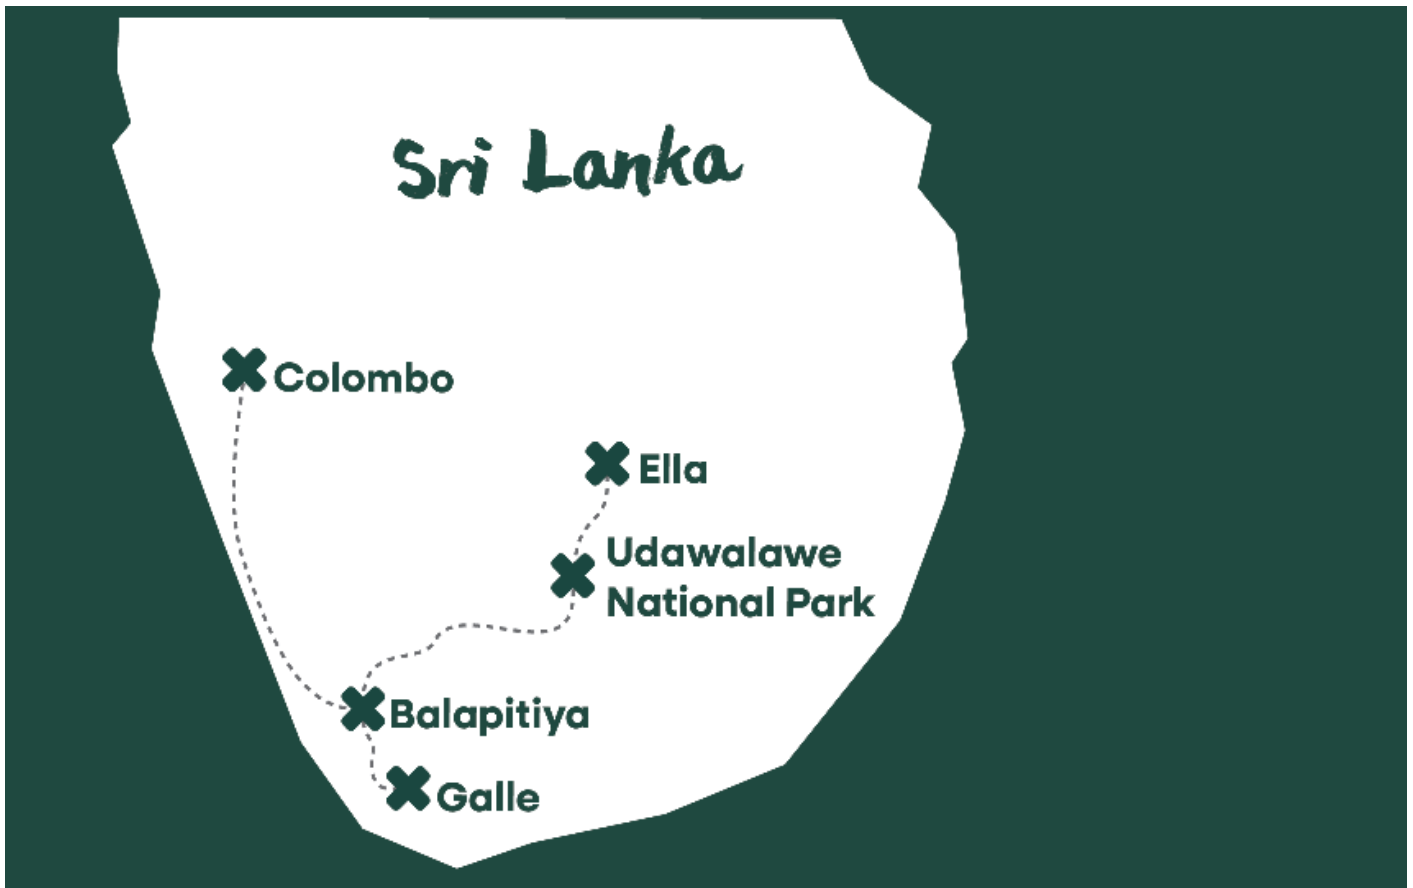 Sri Lanka
Colombo
Ella
Udawalawe
National Park
Balapitiya
Galle